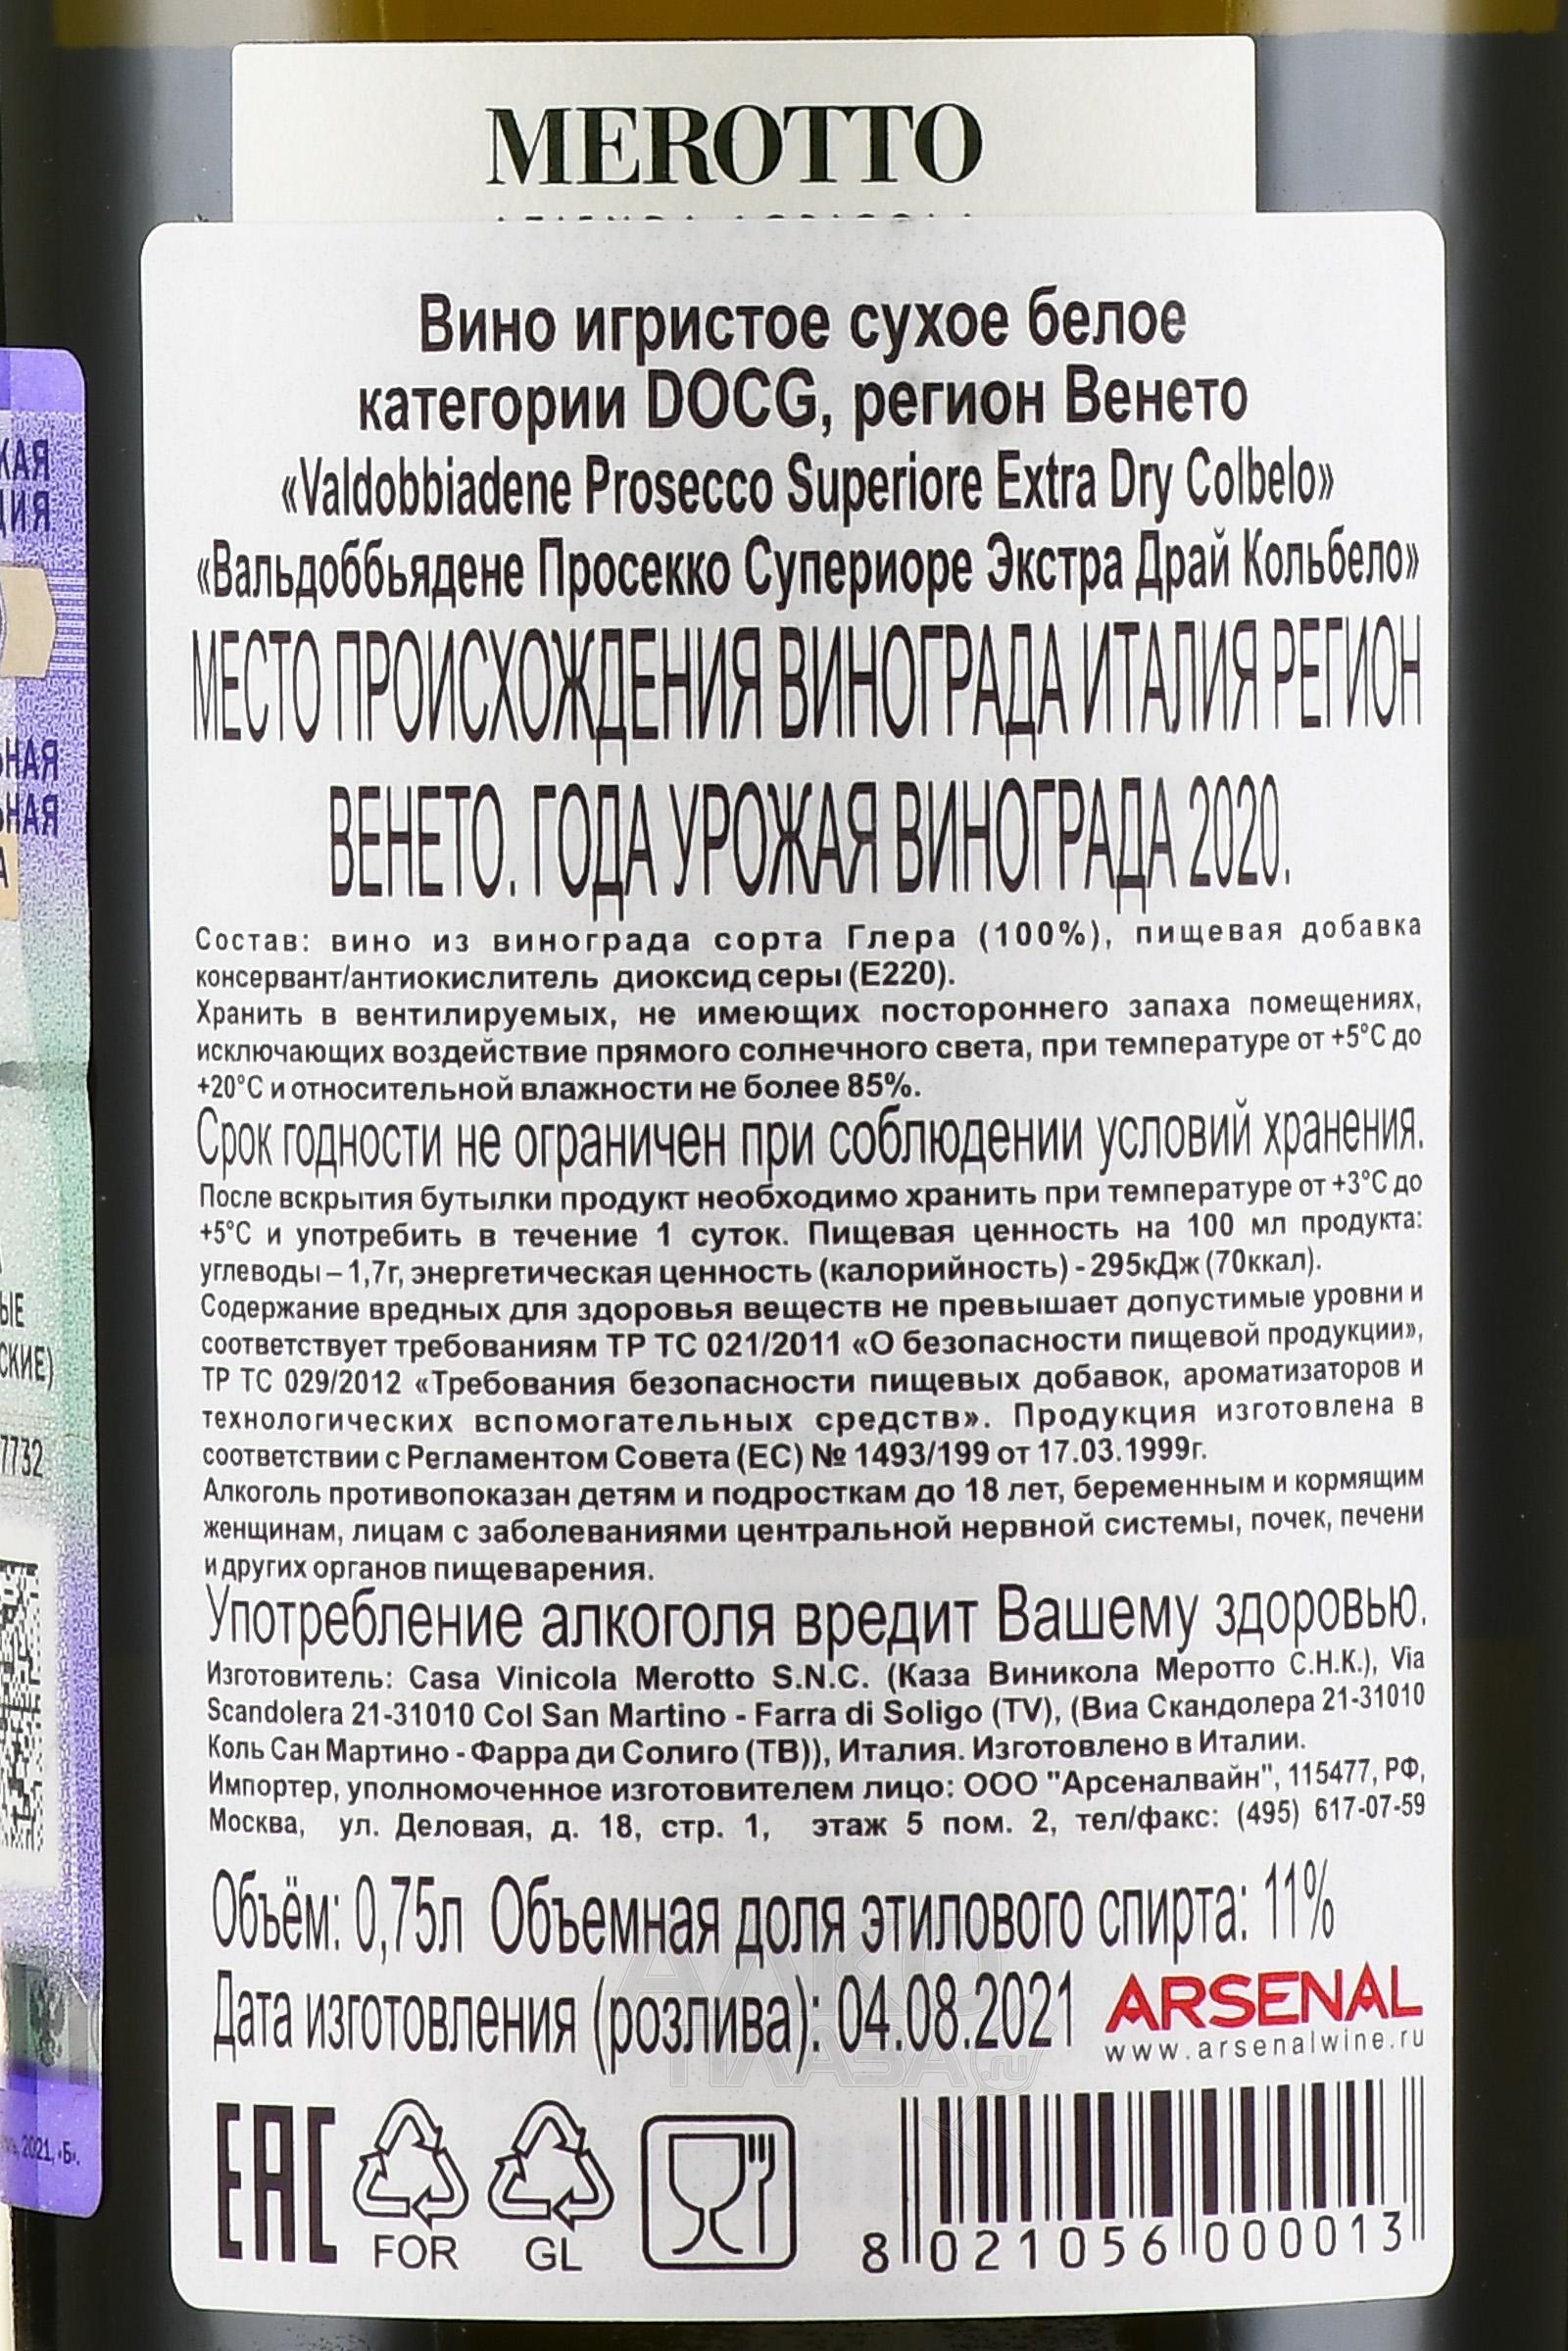 MEROTTO
Вино игристое сухое белое
категории DOCG, регион Венето
«Valdobbiadene Prosecco Superiore Extra Dry Colbelo»
«Вальдоббьядене Просекко Супериоре Экстра Драй Кольбело»
МЕСТО ПРОИСХОЖДЕНИЯ ВИНОГРАДА ИТАЛИЯ РЕГИОН
ВЕНЕТО. ГОДА УРОЖАЯ ВИНОГРАДА 2020.
Состав: вино из винограда сорта Глера (100%), пищевая добавка
консервант/антиокислитель диоксид серы (Е220).
Хранить в вентилируемых, не имеющих постороннего запаха помещениях,
исключающих воздействие прямого солнечного света, при температуре от +5°С до
+20°С и относительной влажности не более 85%.
Срок годности не ограничен при соблюдении условий хранения.
После вскрытия бутылки продукт необходимо хранить при температуре от +3°С до
+5°С и употребить в течение 1 суток. Пищевая ценность на 100 мл продукта:
углеводы – 1,7г, энергетическая ценность (калорийность) - 295кДж (70ккал).
Содержание вредных для здоровья веществ не превышает допустимые уровни и
соответствует требованиям ТР ТС 021/2011 «О безопасности пищевой продукции»,
ТР ТС 029/2012 «Требования безопасности пищевых добавок, ароматизаторов и
технологических вспомогательных средств». Продукция изготовлена в
соответствии с Регламентом Совета (ЕС) № 1493/199 от 17.03.1999г.
Алкоголь противопоказан детям и подросткам до 18 лет, беременным и кормящим
женщинам, лицам с заболеваниями центральной нервной системы, почек, печени
и других органов пищеварения.
Употребление алкоголя вредит Вашему здоровью.
Изготовитель: Casa Vinicola Merotto S.N.C. (Каза Виникола Меротто С.Н.К.), Via
Scandolera 21-31010 Col San Martino - Farra di Soligo (TV), (Виа Скандолера 21-31010
Коль Сан Мартино - Фарра ди Солиго (ТВ)), Италия. Изготовлено в Италии.
Импортер, уполномоченное изготовителем лицо: ООО "Арсеналвайн", 115477, РФ,
Москва, ул. Деловая, д. 18, стр. 1, этаж 5 пом. 2, тел/факс: (495) 617-07-59
Объём: 0,75л Объемная доля этилового спирта: 11%
Дата изготовления (розлива): 04.08.2021
ARSENAL
www.arsenalwine.ru
EAC
FOR
GL
8 021056 000013
7732
2021, «Б».
АЛКО
ПЛАЗА.ru